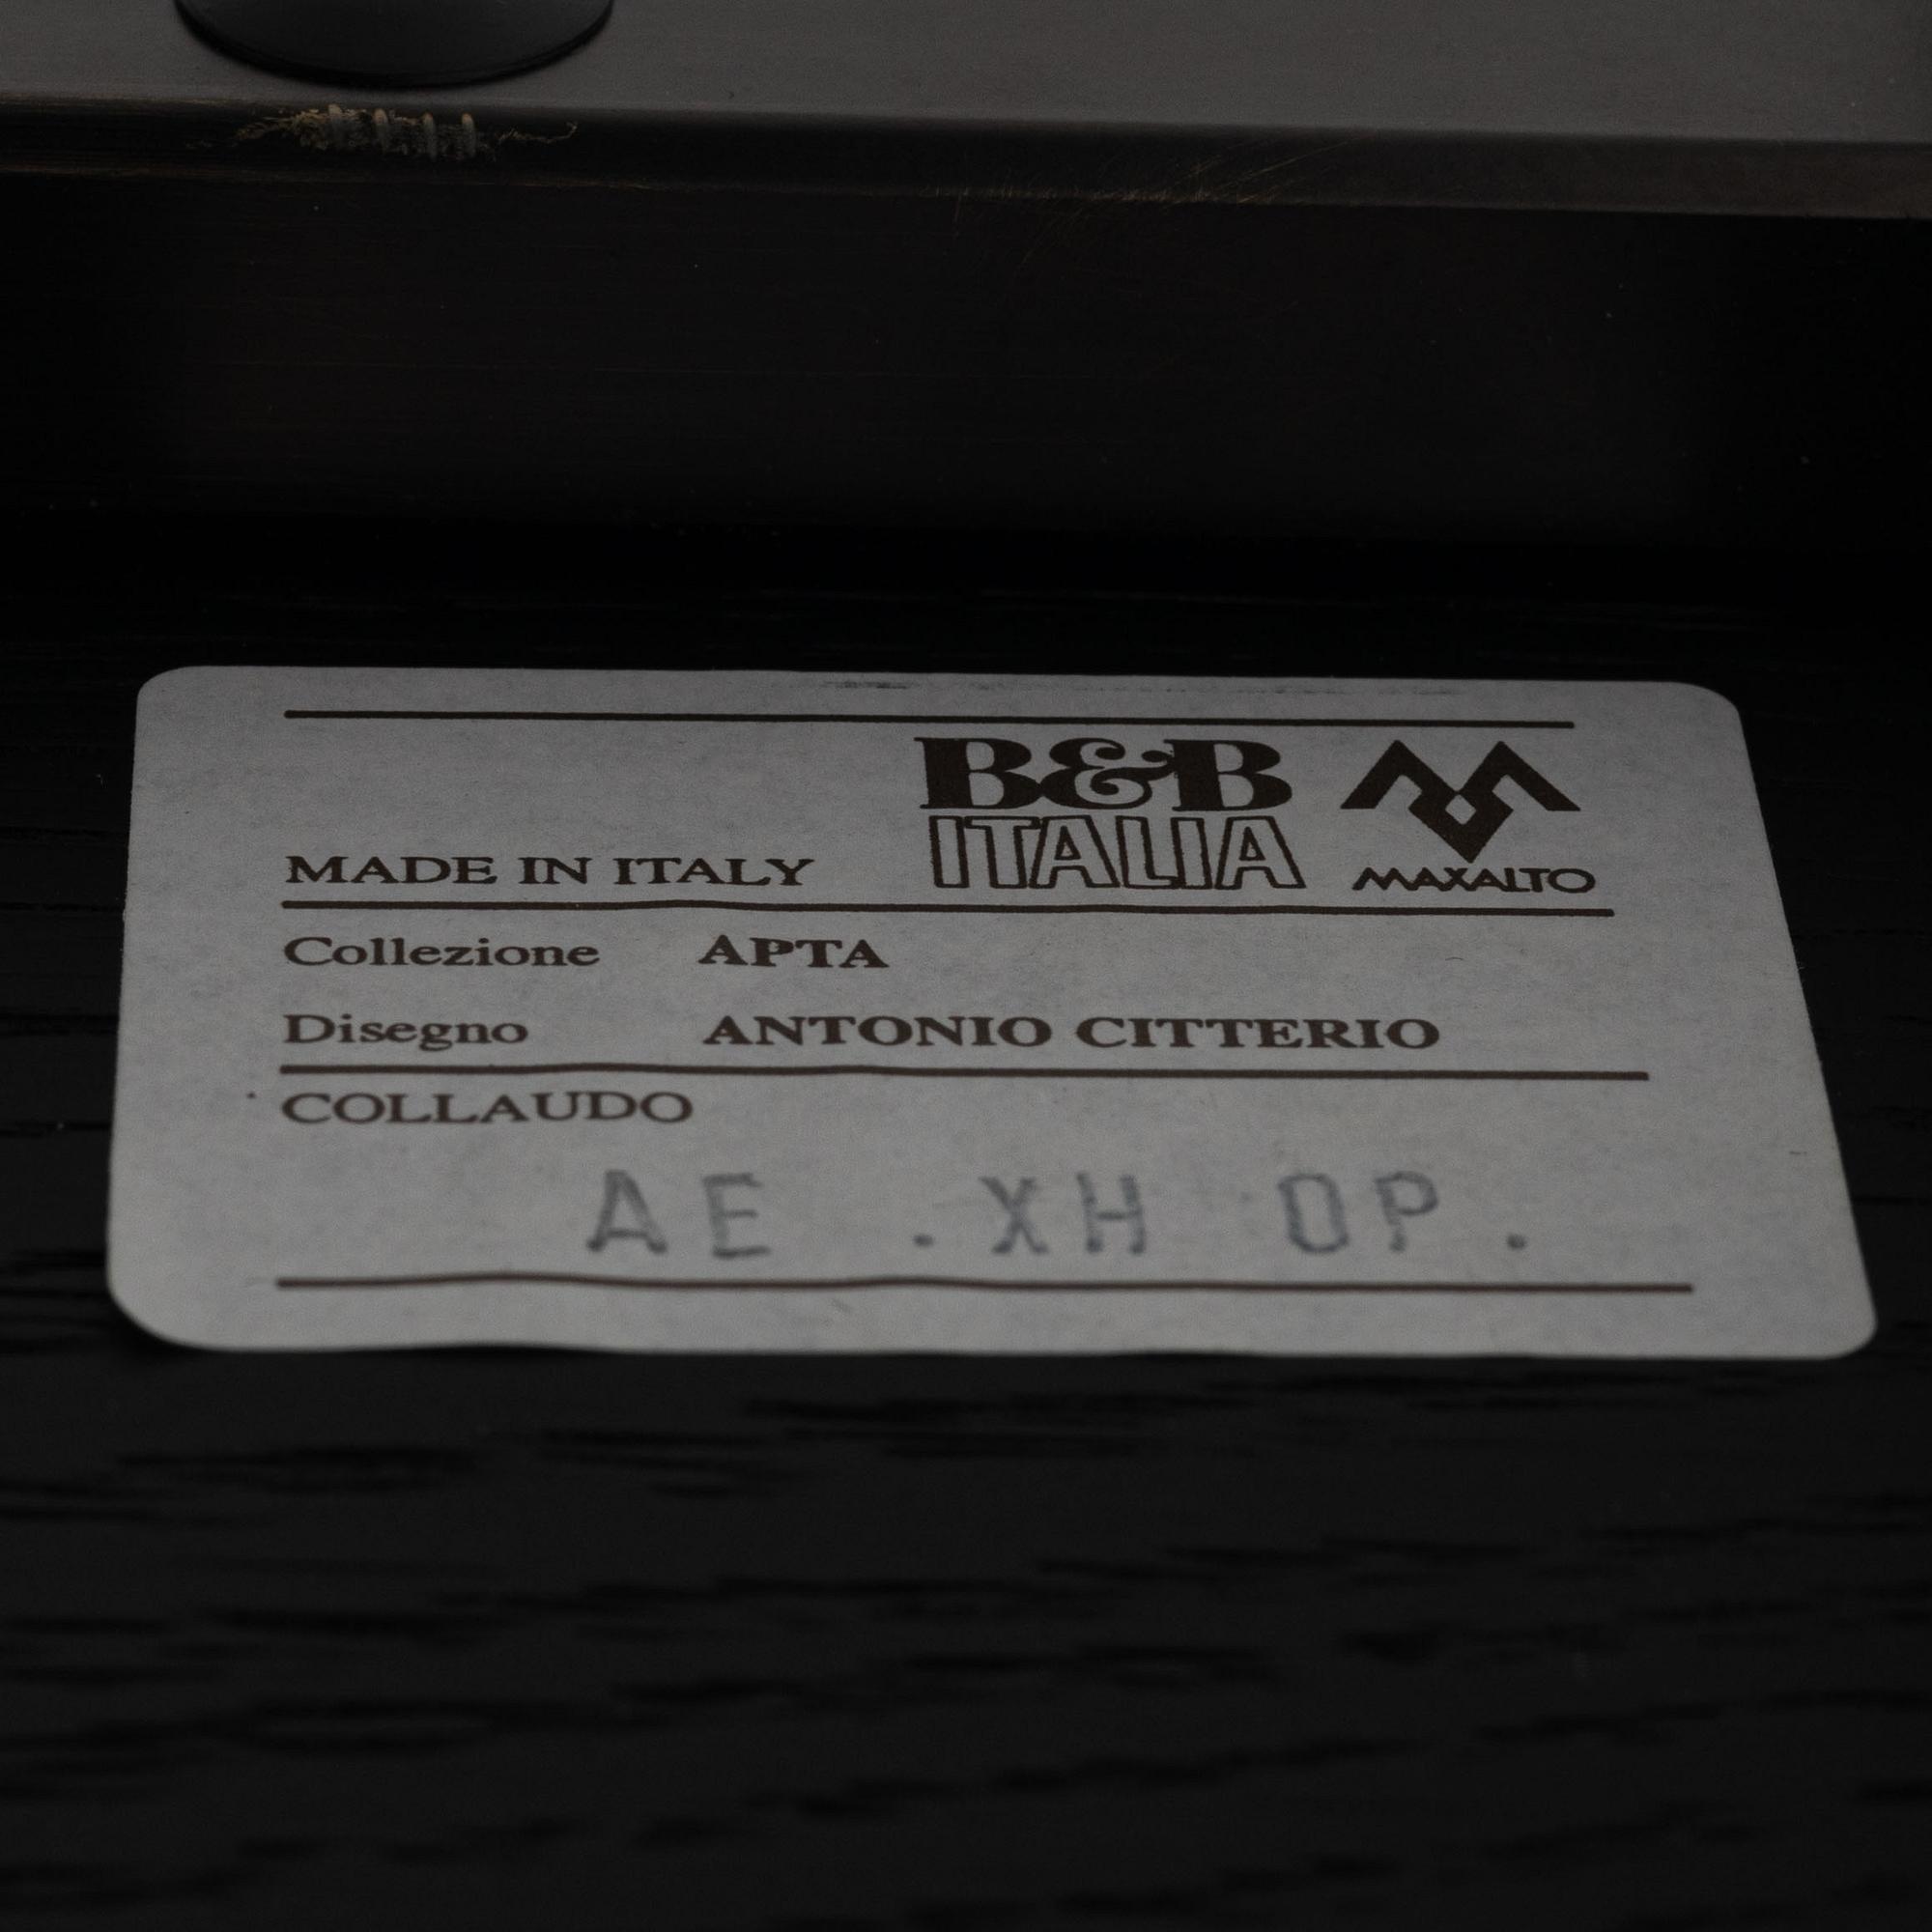 B&B
ITALIA
MAXALTO
MADE IN ITALY
Collezione APTA
Disegno ANTONIO CITTERIO
COLLAUDO
AE .XH OP.